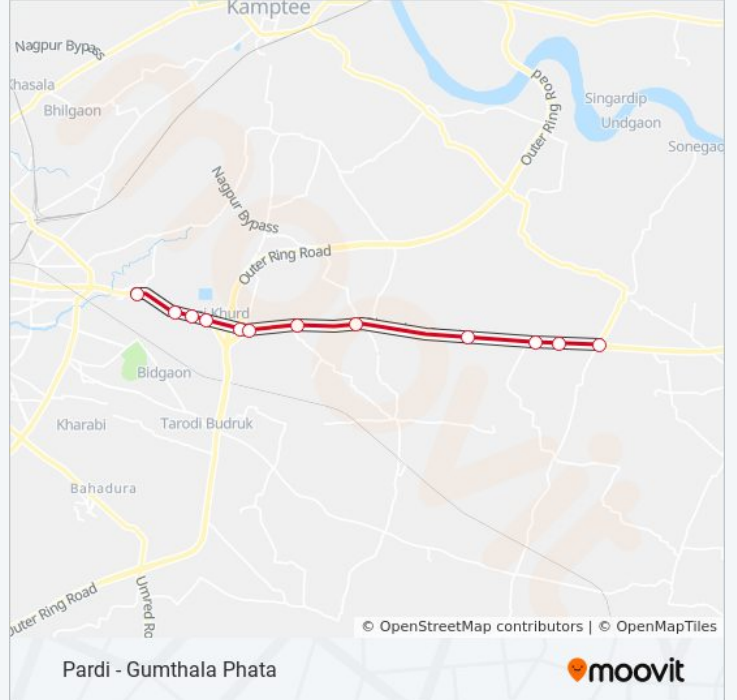 Kamptee
Nagpur Bypass
Khasala
Bhilgaon
Outer Ring Road
Singardip
Undgaon
Sonegao
Nagpur Bypass
Outer Ring Road
Khurd
Bidgaon
Kharabi
Tarodi Budruk
Bahadura
Outer Ring Road
Umred Ro
© OpenStreetMap contributors | © OpenMapTiles
Pardi - Gumthala Phata
moovit